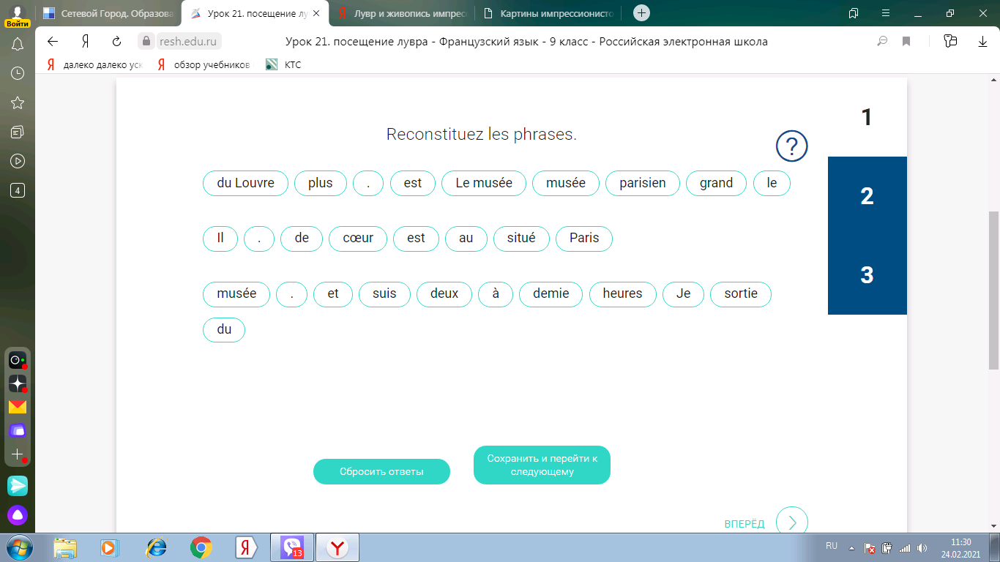 Войти
Сетевой Город. Образова
Урок 21. посещение лу
Лувр и живопись импрес
Картины импрессионисто
resh.edu.ru
Урок 21. посещение лувра - Французский язык - 9 класс - Российская электронная школа
далеко далеко уск
обзор учебников
КТС
4
Reconstituez les phrases.
?
1
2
3
du Louvre plus . est Le musée musée parisien grand le
Il . de cœur est au situé Paris
musée . et suis deux à demie heures Je sortie
du
Сбросить ответы
Сохранить и перейти к
следующему
ВПЕРЁД
13
RU
11:30
24.02.2021